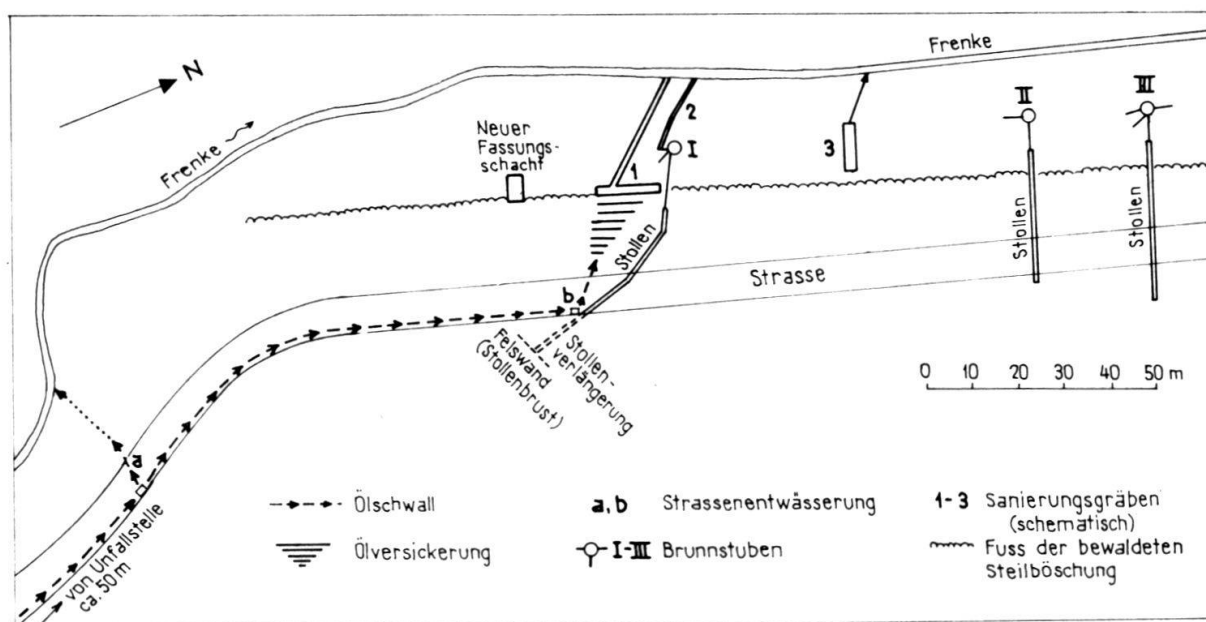 N
Frenke
Frenke
Neuer
Fassungs-
schacht
1
2
I
3
II
III
Stollen
Stollen
Stollen
Strasse
b
Stollen-
verlängerung
Felswand
(Stollenbrust)
a
von Unfallstelle
ca. 50 m
0 10 20 30 40 50 m
Ölschwall
Ölversickerung
a, b Strassenentwässerung
I-III Brunnstuben
1-3 Sanierungsgräben
(schematisch)
Fuss der bewaldeten
Steilböschung